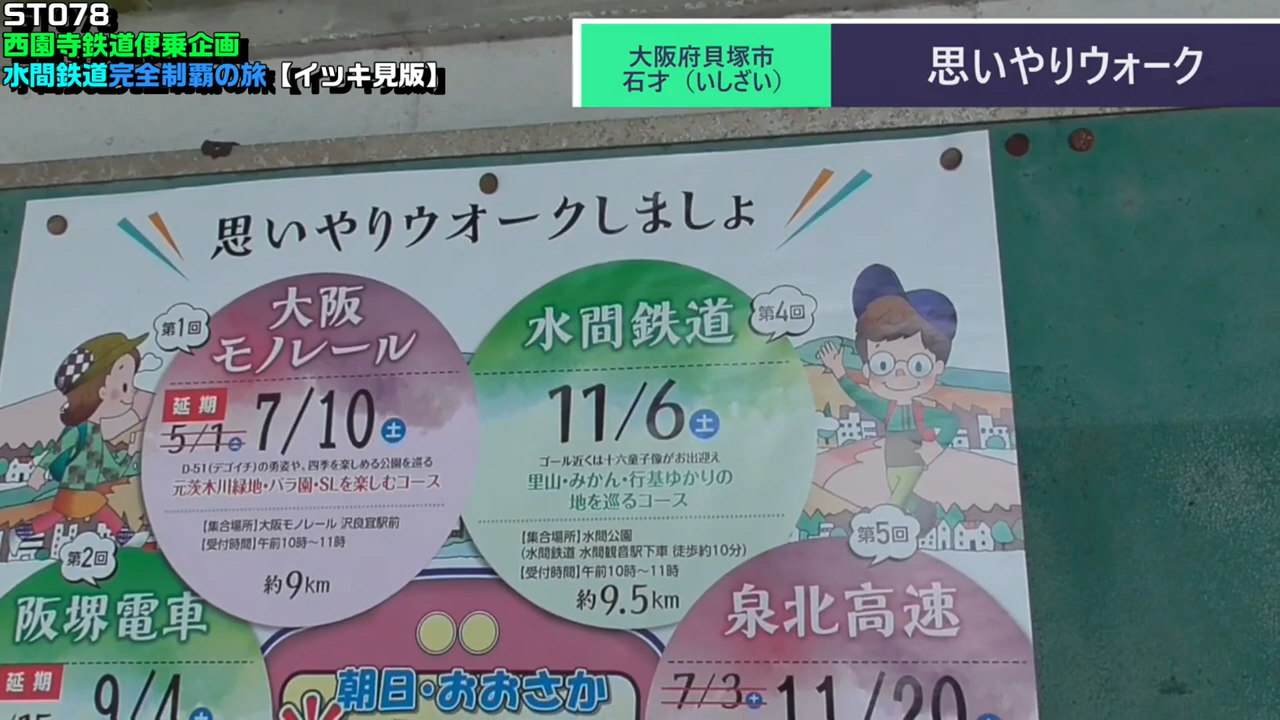 ST078
西園寺鉄道便乗企画
水間鉄道完全制覇の旅【イツキ見版】
大阪府貝塚市
石才（いしざい）
思いやりウォーク
思いやりウオークしましょ
第1回
大阪
モノレール
延期
5/1土 7/10土
D-51(デゴイチ)の勇姿や、四季を楽しめる公園を巡る
元茨木川緑地・バラ園・SLを楽しむコース
【集合場所】大阪モノレール 沢良宜駅前
【受付時間】午前10時〜11時
約9km
第4回
水間鉄道
11/6土
ゴール近くは十六童子像がお出迎え
里山・みかん・行基ゆかりの
地を巡るコース
【集合場所】水間公園
(水間鉄道 水間観音駅下車 徒歩約10分)
【受付時間】午前10時〜11時
約9.5km
第2回
阪堺電車
延期
9/4
第5回
泉北高速
7/3土 11/20
朝日・おおさか